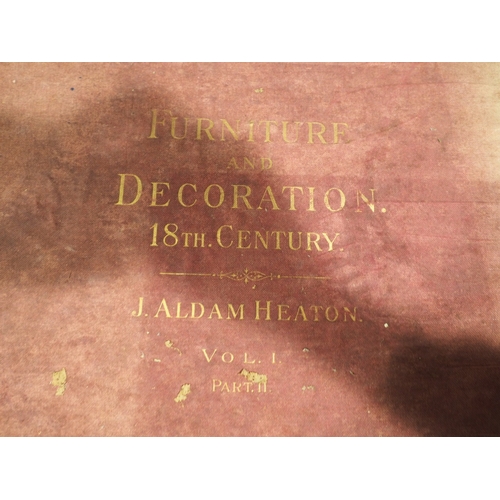 FURNITURE
AND
DECORATION.
18TH. CENTURY.
J. ALDAM HEATON.
VOL. I.
PART. II.